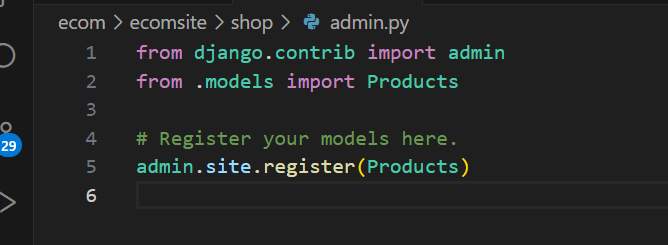 ecom > ecomsite > shop > admin.py
1 from django.contrib import admin
2 from .models import Products
3
4 # Register your models here.
5 admin.site.register(Products)
6
29